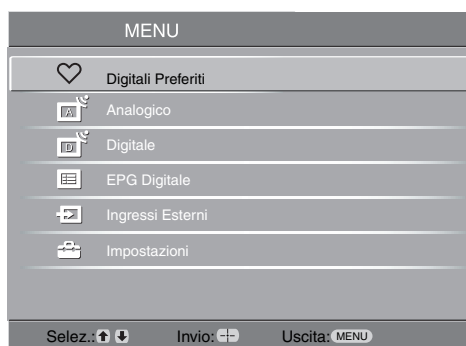 MENU
Digitali Preferiti
A Analogico
D Digitale
EPG Digitale
Ingressi Esterni
Impostazioni
Selez.: Invio: Uscita: MENU